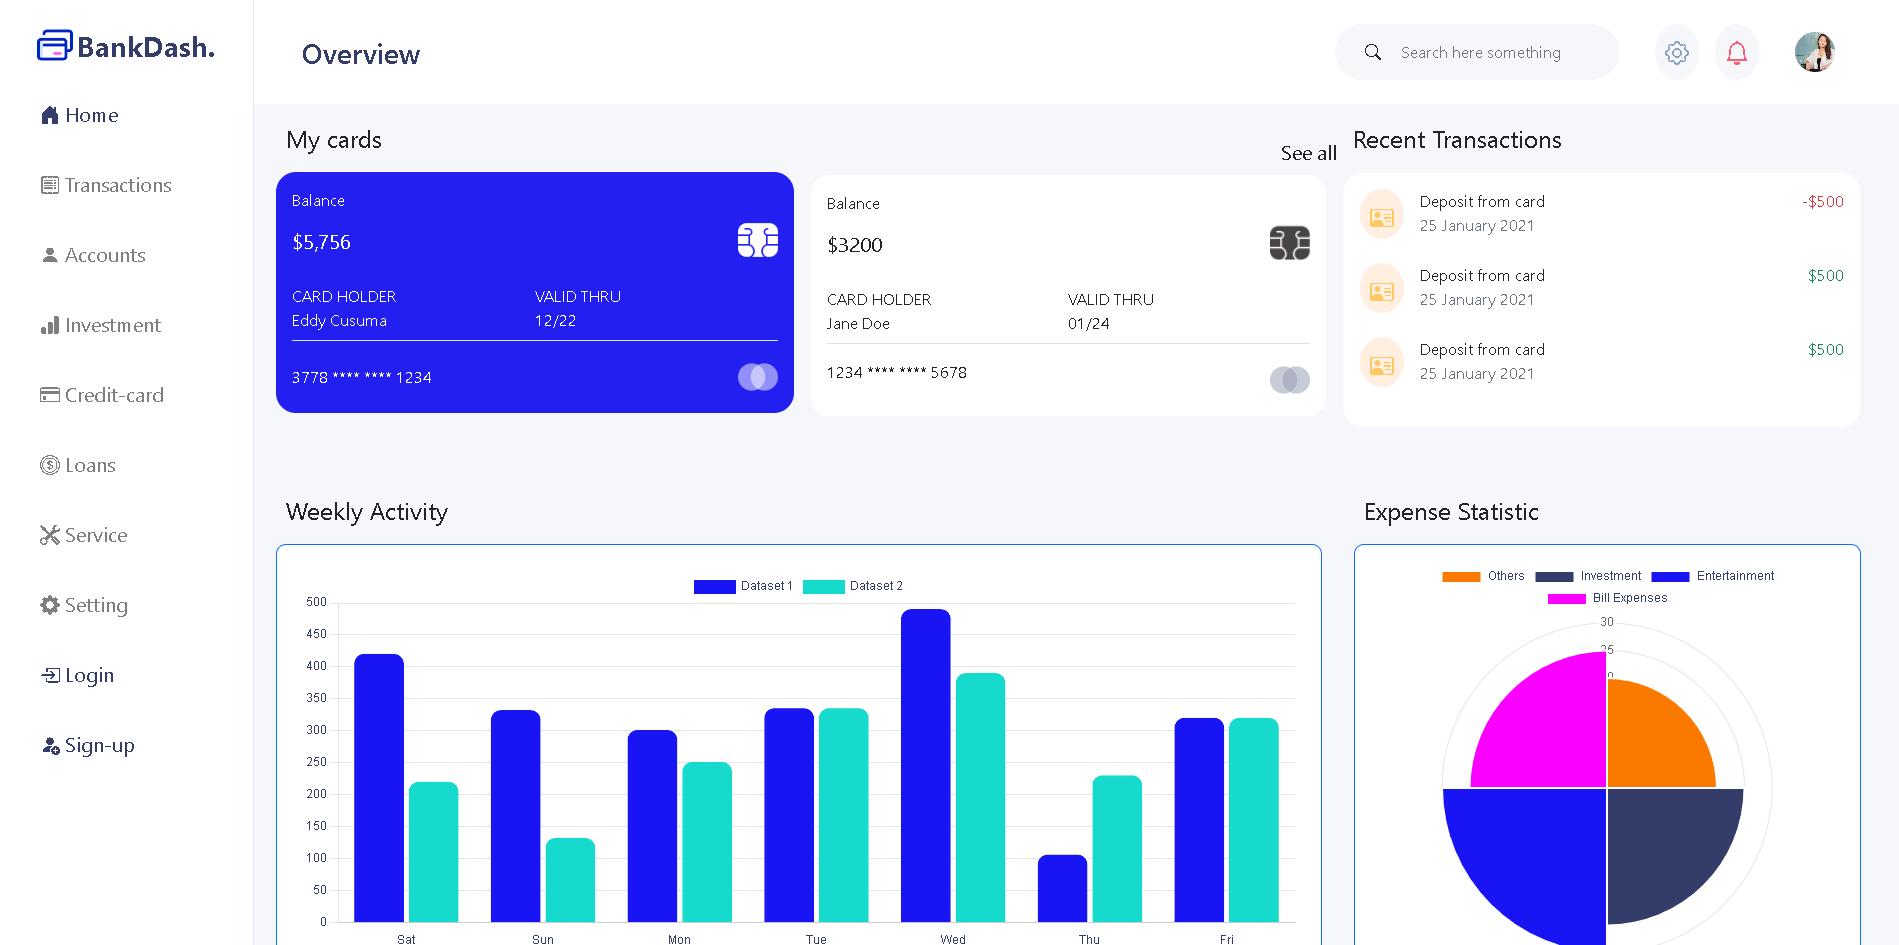 BankDash.
Home
Transactions
Accounts
Investment
Credit-card
Loans
Service
Setting
Login
Sign-up
Overview
Search here something
My cards
See all
Balance
$5,756
CARD HOLDER VALID THRU
Eddy Cusuma 12/22
3778 **** **** 1234
Balance
$3200
CARD HOLDER VALID THRU
Jane Doe 01/24
1234 **** **** 5678
Recent Transactions
Deposit from card -$500
25 January 2021
Deposit from card $500
25 January 2021
Deposit from card $500
25 January 2021
Weekly Activity
Dataset 1 Dataset 2
500
450
400
350
300
250
200
150
100
50
0
Sat Sun Mon Tue Wed Thu Fri
Expense Statistic
Others Investment Entertainment
Bill Expenses
30
25